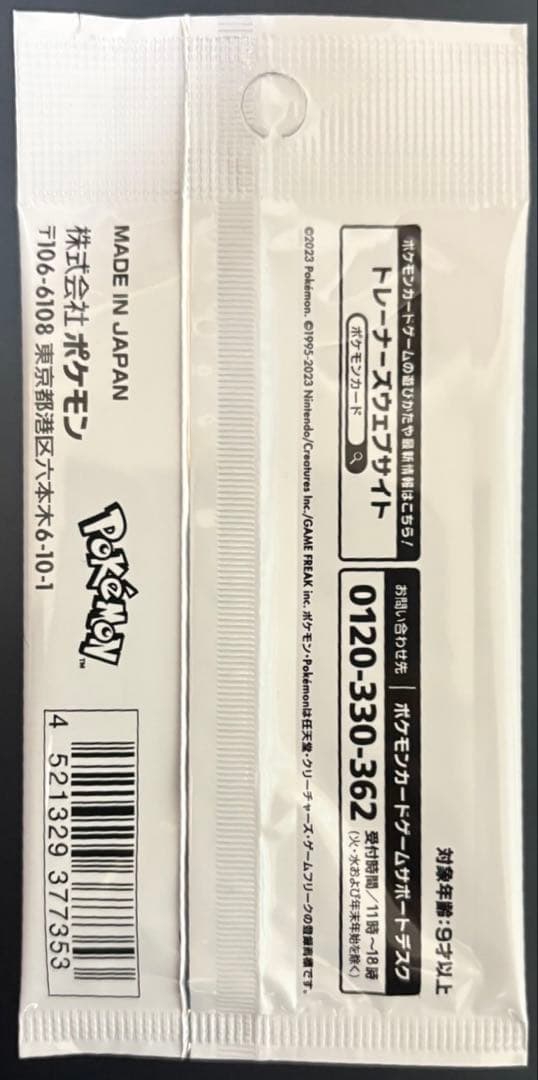 対象年齢:9才以上
ポケモンカードゲームの遊びかたや最新情報はこちら!
トレーナーズウェブサイト
ポケモンカード
お問い合わせ先 ポケモンカードゲームサポートデスク
0120-330-362 受付時間/11時~18時
(火・水および年末年始を除く)
©2023 Pokémon. ©1995-2023 Nintendo/Creatures Inc./GAME FREAK inc. ポケモン・Pokémonは任天堂・クリーチャーズ・ゲームフリークの登録商標です。
MADE IN JAPAN
株式会社 ポケモン
〒106-6108 東京都港区六本木6-10-1
POKéMON™
4 521329 377353